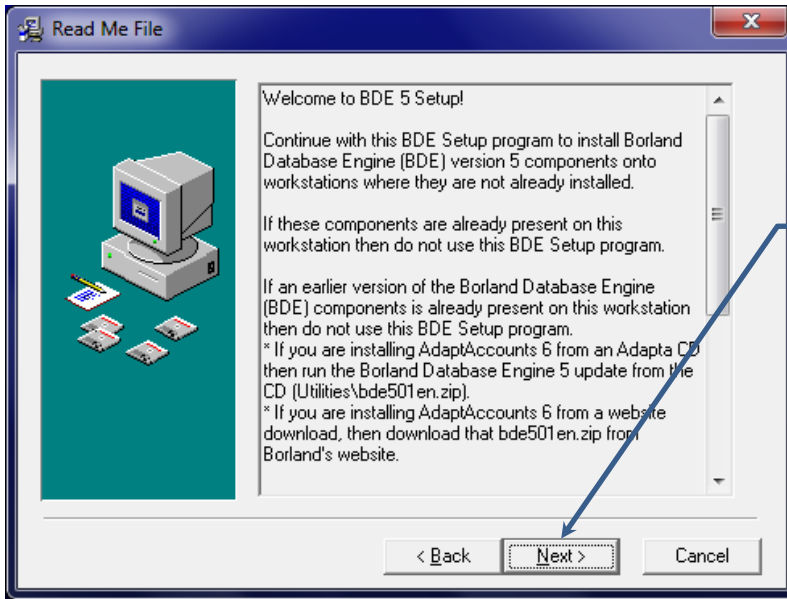 Read Me File
Welcome to BDE 5 Setup!
Continue with this BDE Setup program to install Borland
Database Engine (BDE) version 5 components onto
workstations where they are not already installed.
If these components are already present on this
workstation then do not use this BDE Setup program.
If an earlier version of the Borland Database Engine
(BDE) components is already present on this workstation
then do not use this BDE Setup program.
* If you are installing AdaptAccounts 6 from an Adapta CD
then run the Borland Database Engine 5 update from the
CD (Utilities\bde501en.zip).
* If you are installing AdaptAccounts 6 from a website
download, then download that bde501en.zip from
Borland's website.
< Back Next > Cancel